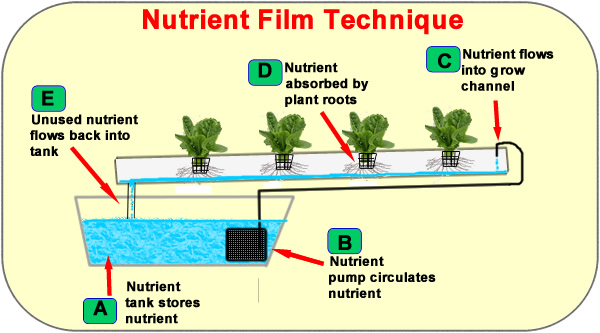 Nutrient Film Technique
C
Nutrient flows
into grow
channel
D
Nutrient
absorbed by
plant roots
E
Unused nutrient
flows back into
tank
B
Nutrient
pump circulates
nutrient
A
Nutrient
tank stores
nutrient